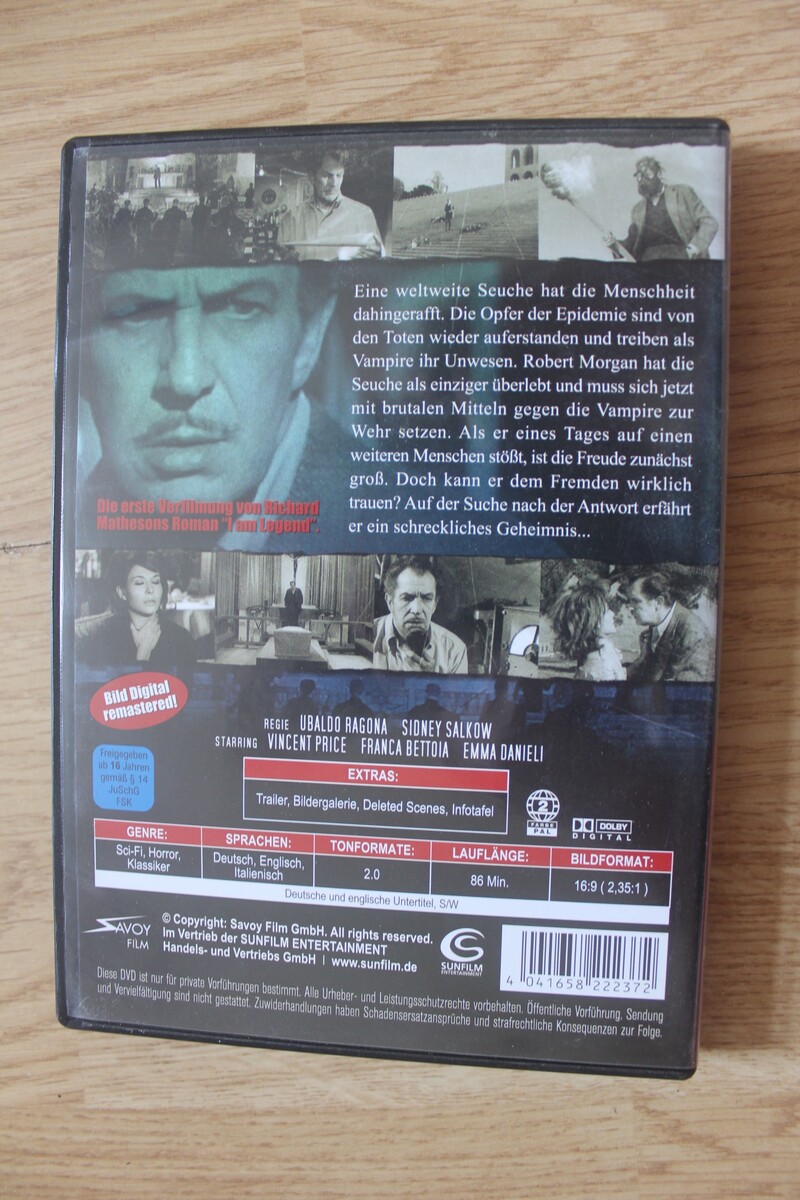 Eine weltweite Seuche hat die Menschheit
dahingerafft. Die Opfer der Epidemie sind von
den Toten wieder auferstanden und treiben als
Vampire ihr Unwesen. Robert Morgan hat die
Seuche als einziger überlebt und muss sich jetzt
mit brutalen Mitteln gegen die Vampire zur
Wehr setzen. Als er eines Tages auf einen
weiteren Menschen stößt, ist die Freude zunächst
groß. Doch kann er dem Fremden wirklich
trauen? Auf der Suche nach der Antwort erfährt
er ein schreckliches Geheimnis...
Die erste Verfilmung von Richard
Mathesons Roman "I am Legend".
Bild Digital
remastered!
REGIE UBALDO RAGONA SIDNEY SALKOW
STARRING VINCENT PRICE FRANCA BETTOIA EMMA DANIELI
Freigegeben
ab 16 Jahren
gemäß § 14
JuSchG
FSK
EXTRAS:
Trailer, Bildergalerie, Deleted Scenes, Infotafel
2
FARBE
PAL
DOLBY
DIGITAL
GENRE:
Sci-Fi, Horror,
Klassiker
SPRACHEN:
Deutsch, Englisch,
Italienisch
TONFORMATE:
2.0
LAUFLÄNGE:
86 Min.
BILDFORMAT:
16:9 ( 2,35:1 )
Deutsche und englische Untertitel, S/W
SAVOY
FILM
© Copyright: Savoy Film GmbH. All rights reserved.
Im Vertrieb der SUNFILM ENTERTAINMENT
Handels- und Vertriebs GmbH | www.sunfilm.de
SUNFILM
ENTERTAINMENT
4 041658 222372
Diese DVD ist nur für private Vorführungen bestimmt. Alle Urheber- und Leistungsschutzrechte vorbehalten. Öffentliche Vorführung, Sendung
und Vervielfältigung sind nicht gestattet. Zuwiderhandlungen haben Schadensersatzansprüche und strafrechtliche Konsequenzen zur Folge.